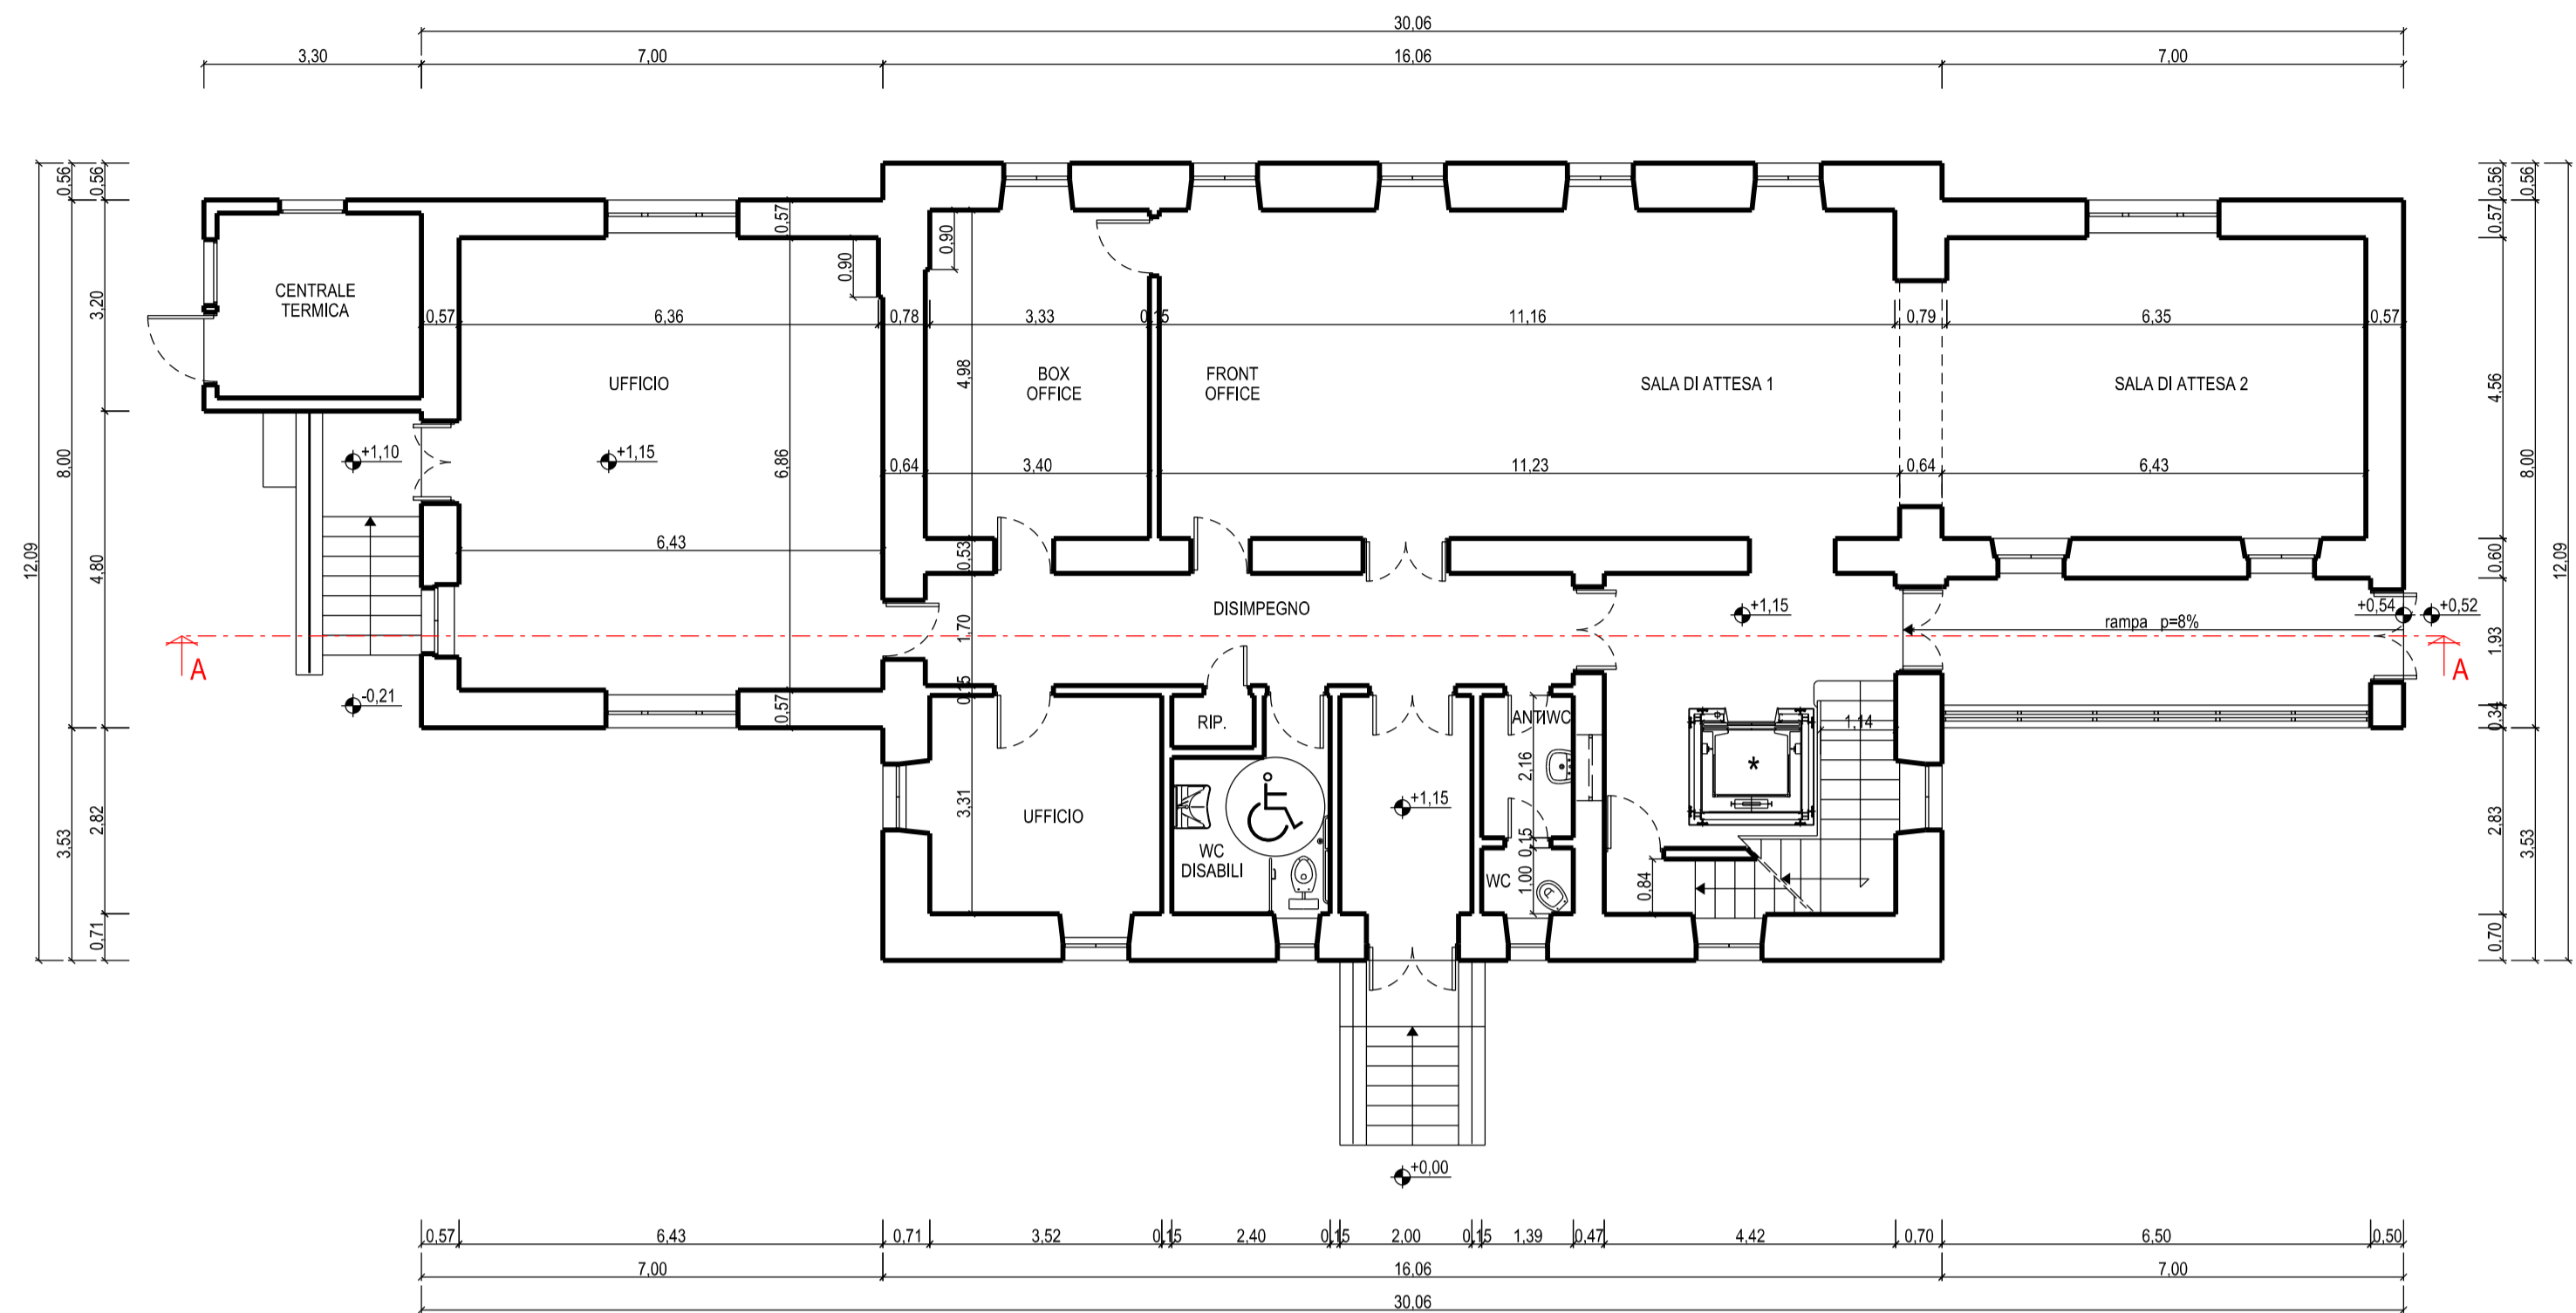 30,06
3,30 7,00 16,06 7,00
0,56 0,56 0,56 0,56
0,57 0,57
0,90 0,90
CENTRALE
TERMICA
3,20
0,57 6,36 0,78 3,33 0,15 11,16 0,79 6,35 0,57
UFFICIO
BOX
OFFICE
FRONT
OFFICE
SALA DI ATTESA 1
SALA DI ATTESA 2
4,98
4,56
+1,10
+1,15
8,00
6,86
0,64 3,40 11,23 0,64 6,43
8,00
12,09
4,80
6,43
0,53
0,60
12,09
DISIMPEGNO
+1,15
+0,54
+0,52
rampa p=8%
1,70
1,93
A
A
-0,21
0,15
0,57
RIP.
ANTIWC
1,14
0,34
2,16
*
3,53
2,82
3,31
UFFICIO
+1,15
2,83
3,53
WC
DISABILI
0,15
WC
1,00
0,84
0,71
0,70
+0,00
0,57 6,43 0,71 3,52 0,15 2,40 0,15 2,00 0,15 1,39 0,47 4,42 0,70 6,50 0,50
7,00 16,06 7,00
30,06